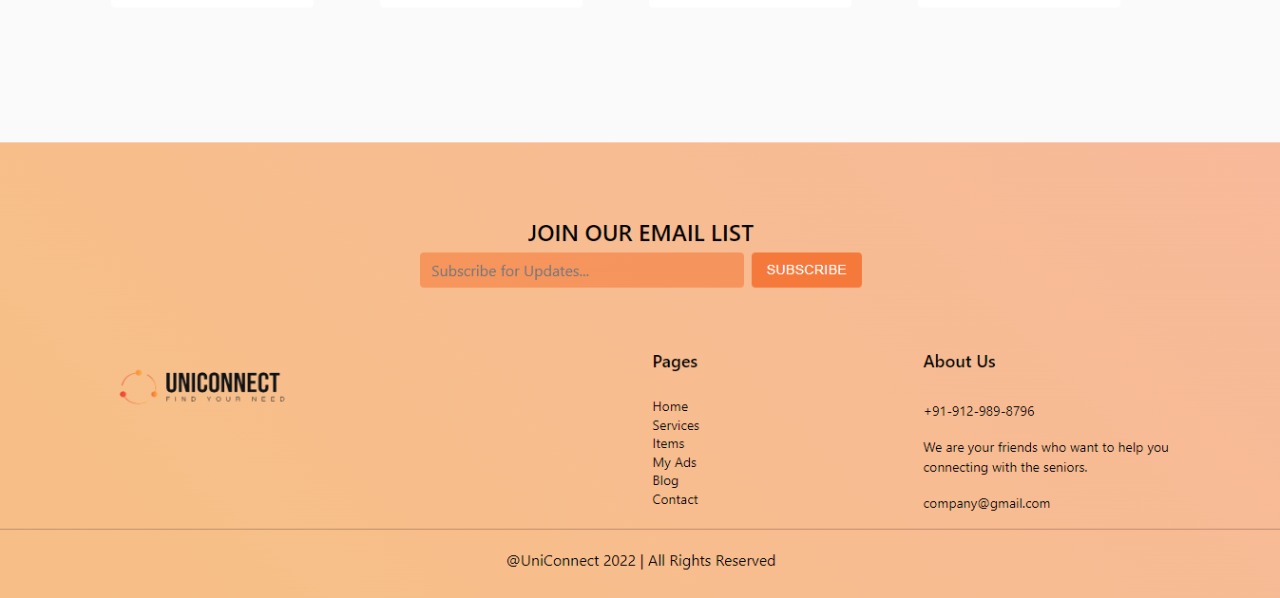 JOIN OUR EMAIL LIST
Subscribe for Updates...
SUBSCRIBE
UNICONNECT
FIND YOUR NEED
Pages
Home
Services
Items
My Ads
Blog
Contact
About Us
+91-912-989-8796
We are your friends who want to help you
connecting with the seniors.
company@gmail.com
@UniConnect 2022 | All Rights Reserved